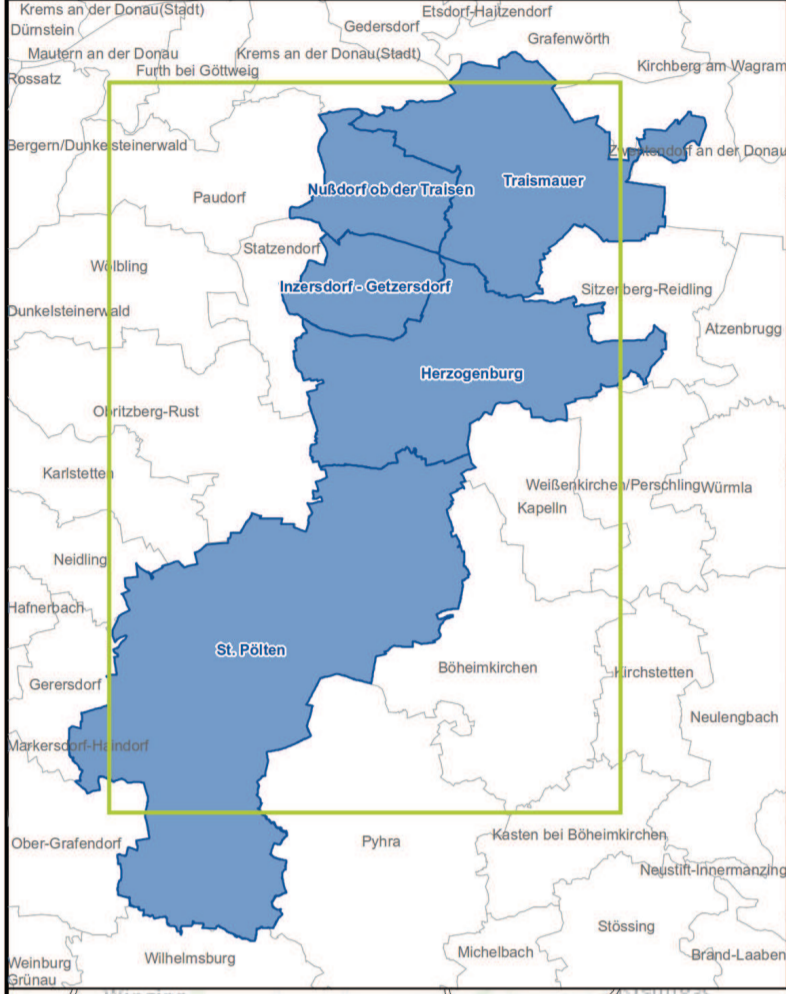 Krems an der Donau(Stadt)
Etsdorf-Haitzendorf
Dürnstein
Gedersdorf
Grafenwörth
Mautern an der Donau
Krems an der Donau(Stadt)
Kirchberg am Wagram
Furth bei Göttweig
Rossatz
Bergern/Dunkelsteinerwald
Zwentendorf an der Donau
Traismauer
Nußdorf ob der Traisen
Paudorf
Statzendorf
Wölbling
Inzersdorf - Getzersdorf
Sitzenberg-Reidling
Dunkelsteinerwald
Atzenbrugg
Herzogenburg
Obritzberg-Rust
Karlstetten
Weißenkirchen/Perschling
Würmla
Kapelln
Neidling
Hafnerbach
St. Pölten
Böheimkirchen
Kirchstetten
Gerersdorf
Neulengbach
Markersdorf-Haindorf
Kasten bei Böheimkirchen
Ober-Grafendorf
Pyhra
Neustift-Innermanzing
Stössing
Michelbach
Brand-Laaben
Wilhelmsburg
Weinburg
Grünau